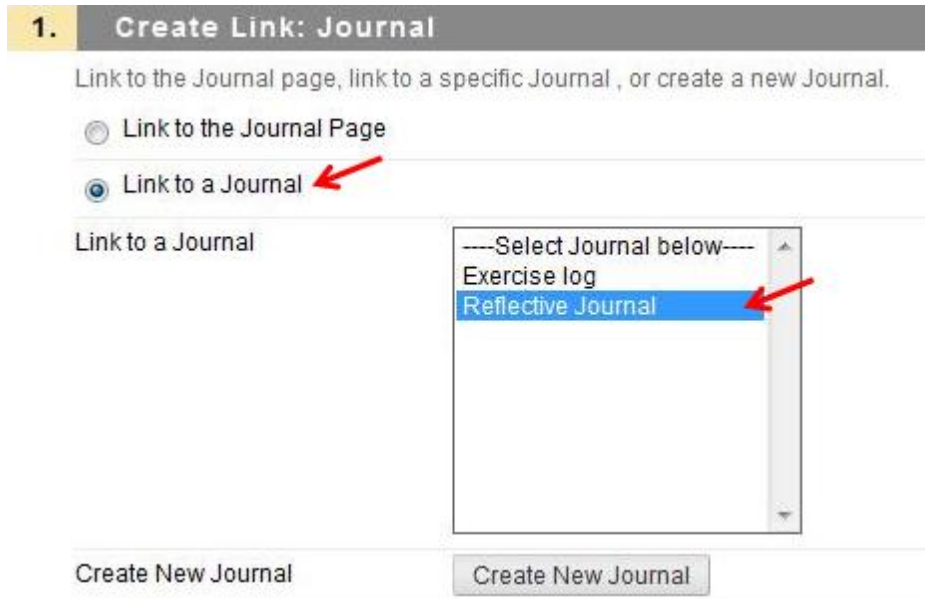 1. Create Link: Journal
Link to the Journal page, link to a specific Journal , or create a new Journal.
Link to the Journal Page
Link to a Journal
Link to a Journal
----Select Journal below----
Exercise log
Reflective Journal
Create New Journal
Create New Journal